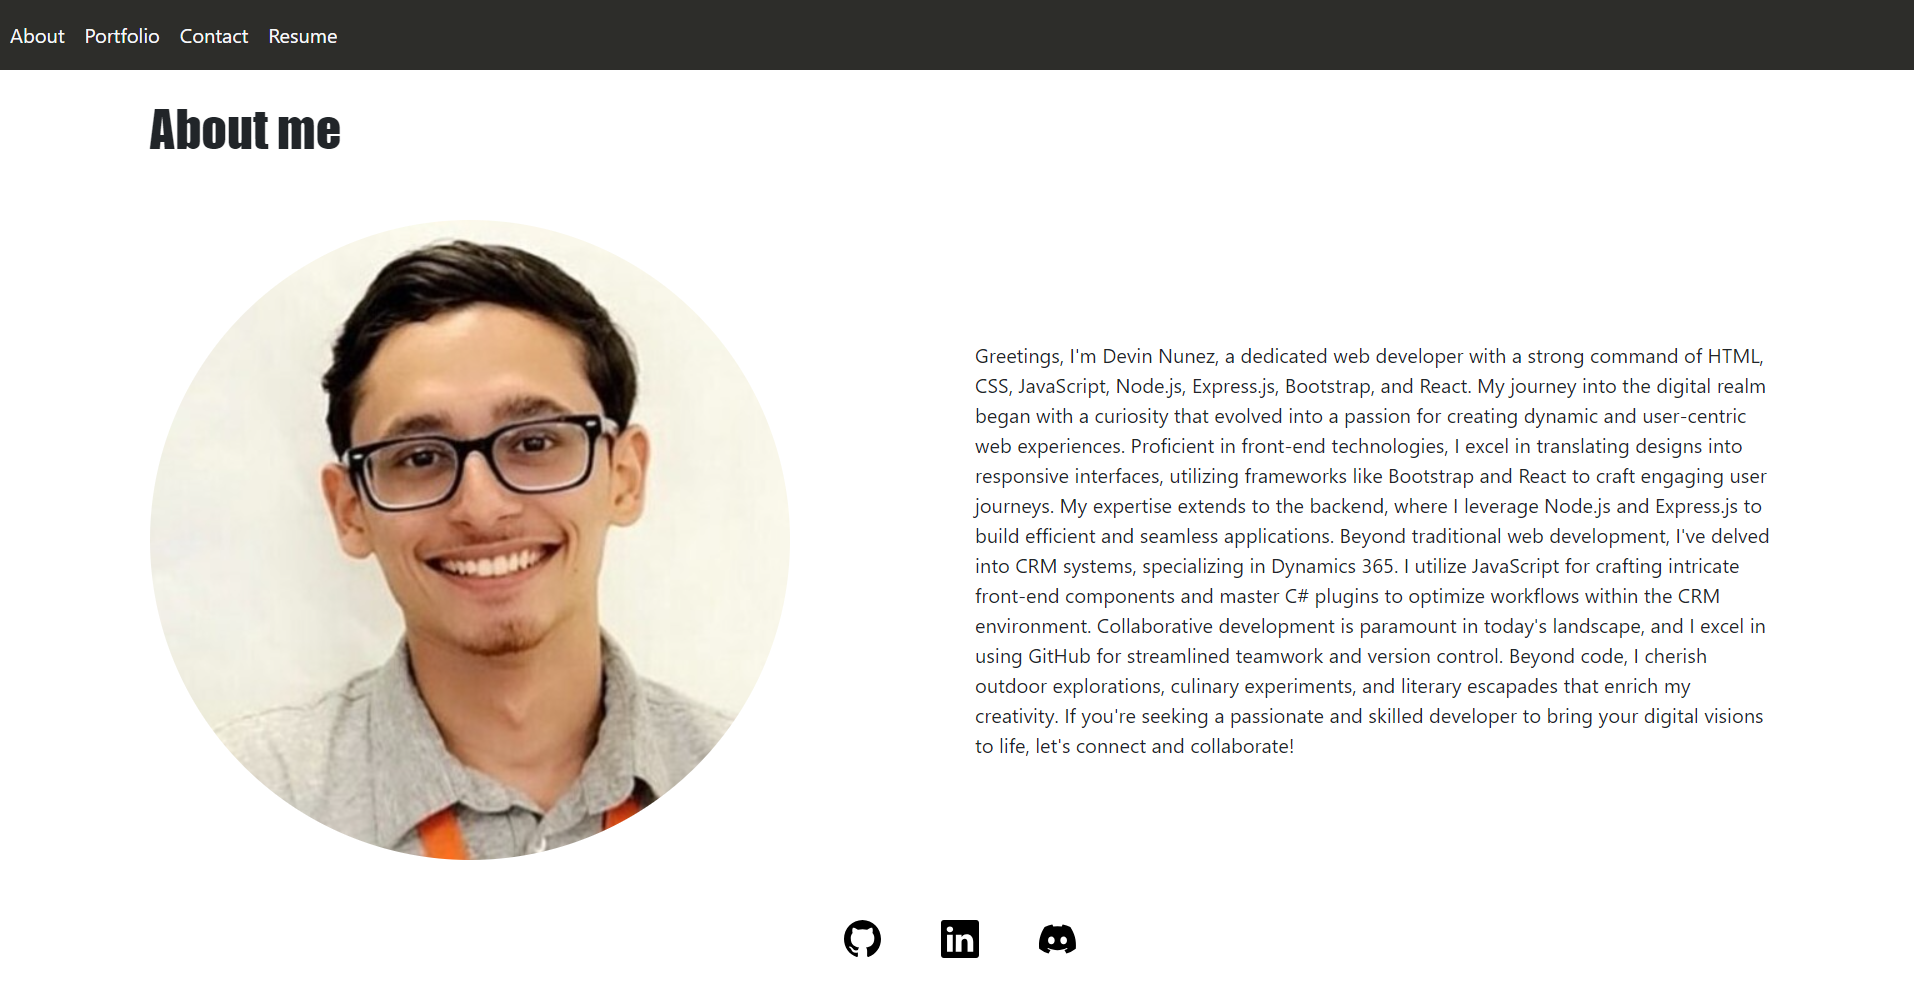 About
Portfolio
Contact
Resume
About me
Greetings, I'm Devin Nunez, a dedicated web developer with a strong command of HTML,
CSS, JavaScript, Node.js, Express.js, Bootstrap, and React. My journey into the digital realm
began with a curiosity that evolved into a passion for creating dynamic and user-centric
web experiences. Proficient in front-end technologies, I excel in translating designs into
responsive interfaces, utilizing frameworks like Bootstrap and React to craft engaging user
journeys. My expertise extends to the backend, where I leverage Node.js and Express.js to
build efficient and seamless applications. Beyond traditional web development, I've delved
into CRM systems, specializing in Dynamics 365. I utilize JavaScript for crafting intricate
front-end components and master C# plugins to optimize workflows within the CRM
environment. Collaborative development is paramount in today's landscape, and I excel in
using GitHub for streamlined teamwork and version control. Beyond code, I cherish
outdoor explorations, culinary experiments, and literary escapades that enrich my
creativity. If you're seeking a passionate and skilled developer to bring your digital visions
to life, let's connect and collaborate!
in